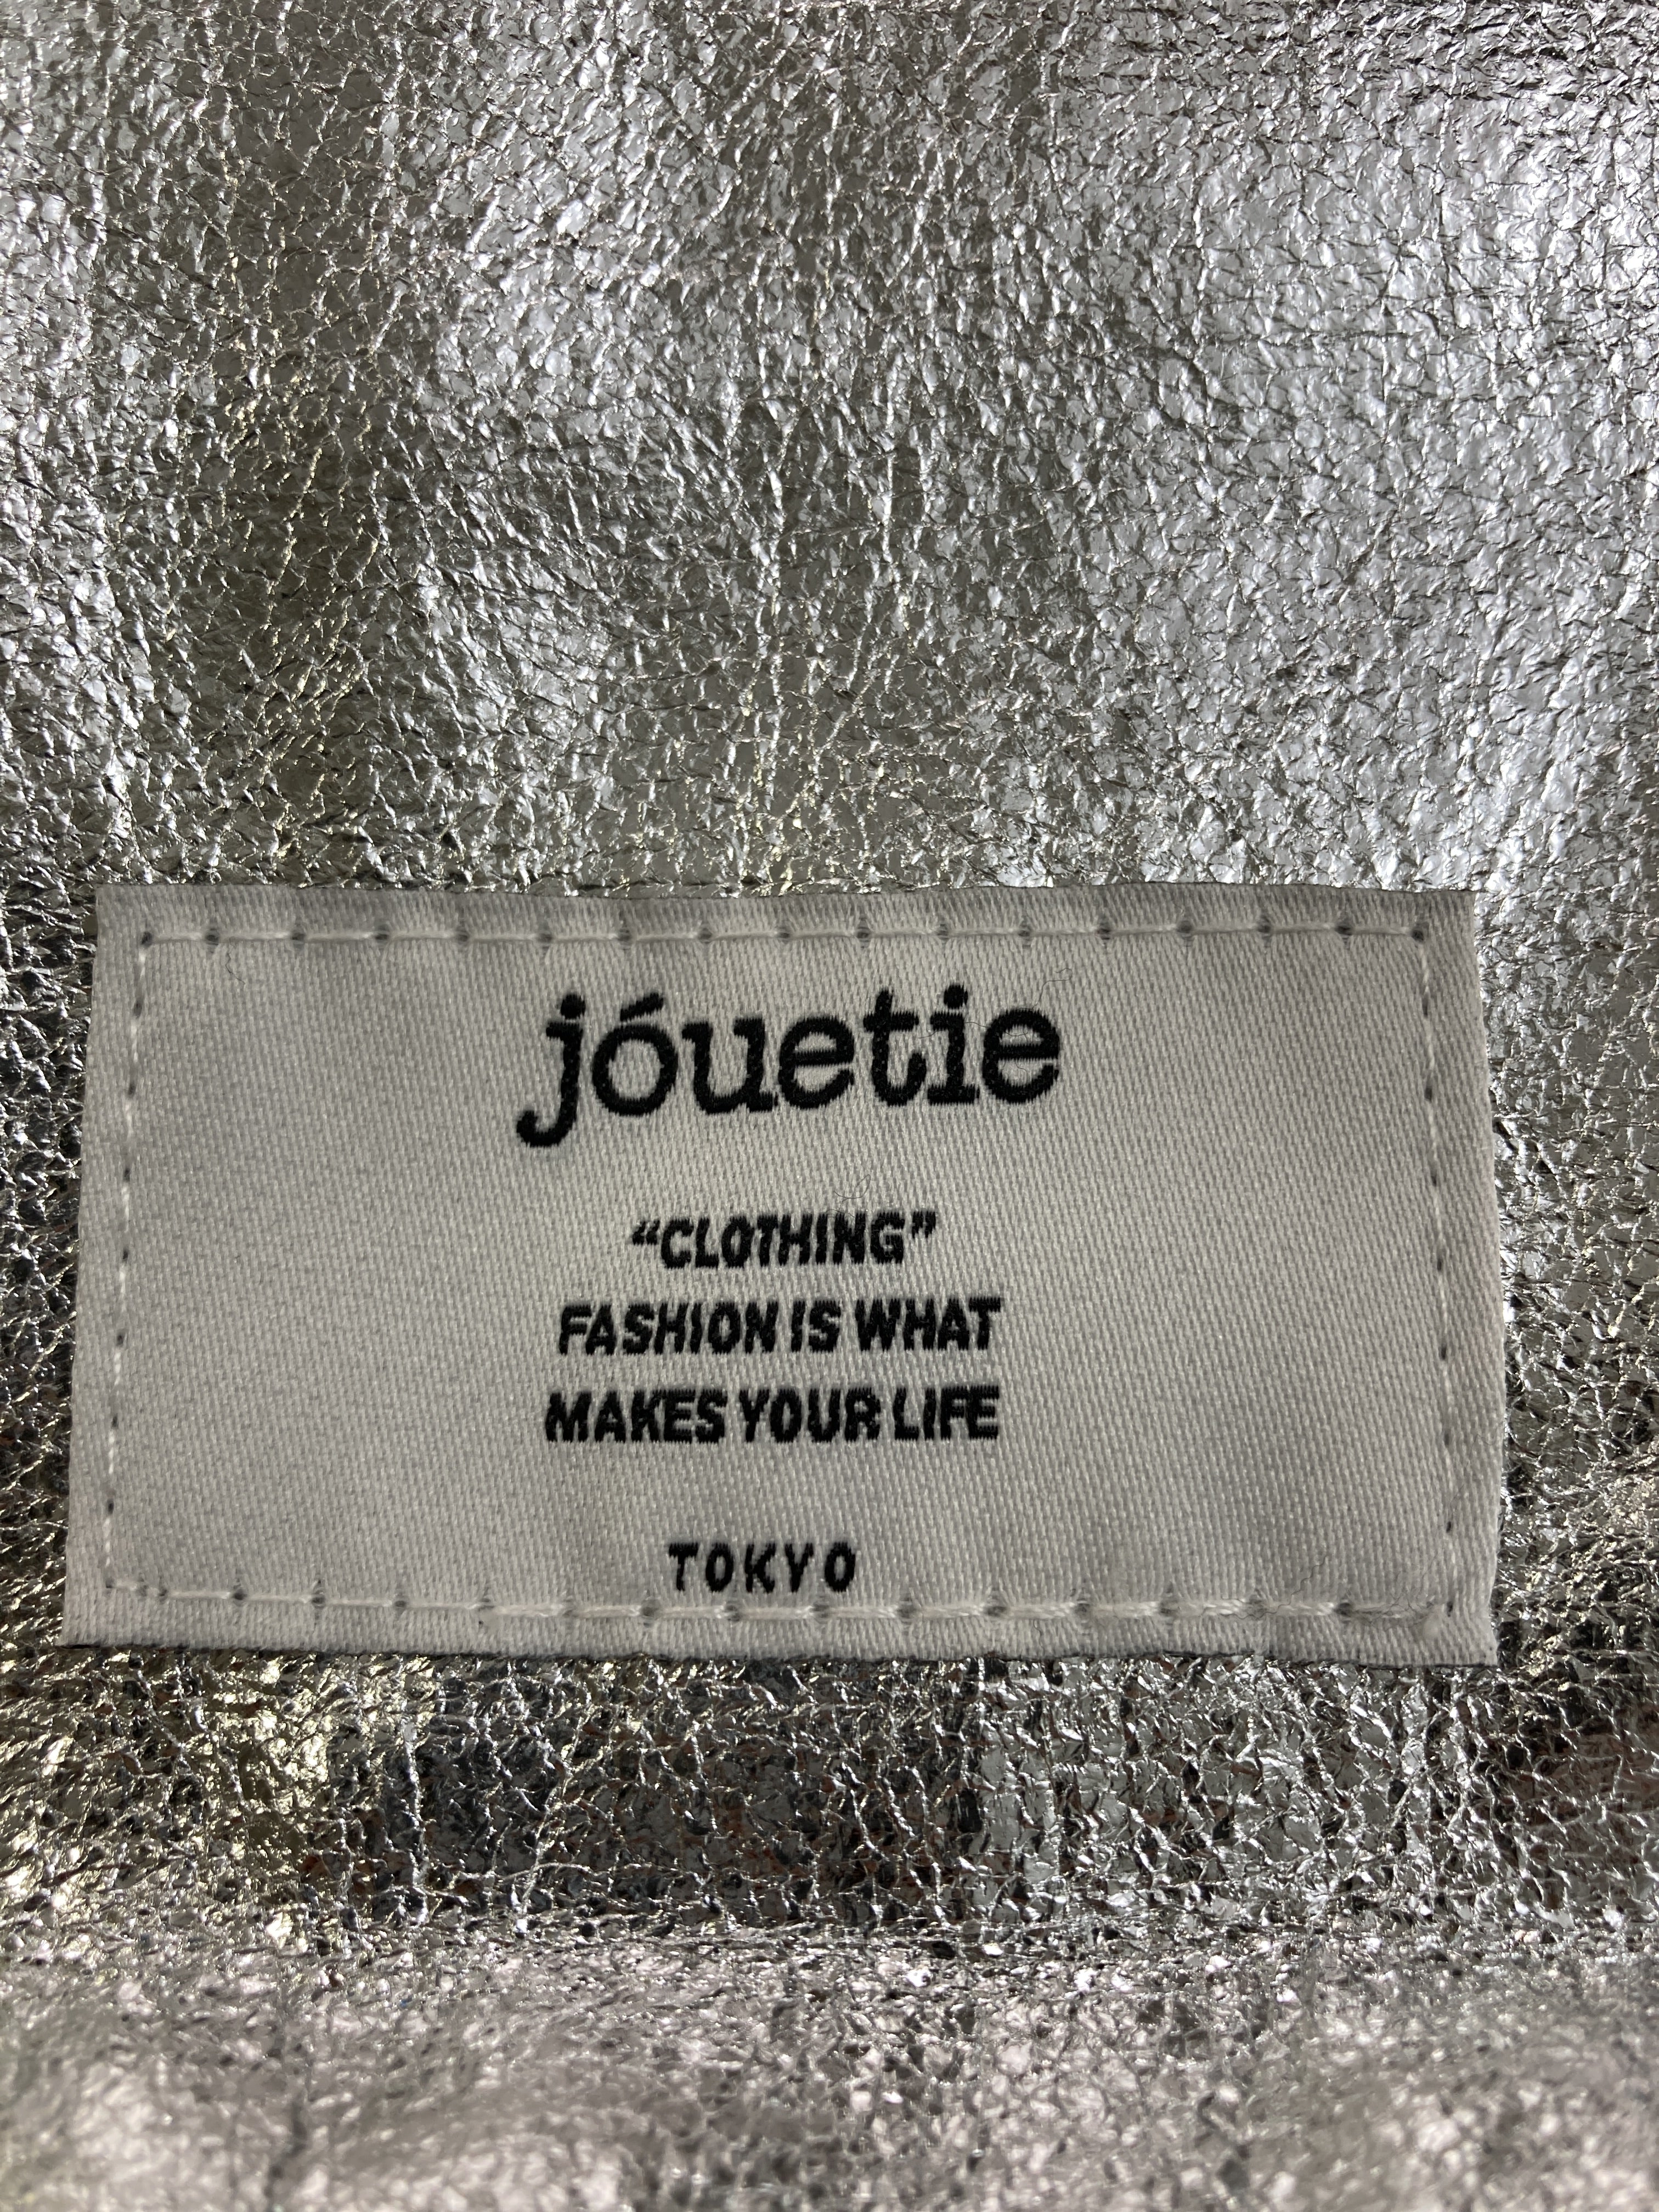 jóuetie
“CLOTHING”
FASHION IS WHAT
MAKES YOUR LIFE
TOKYO